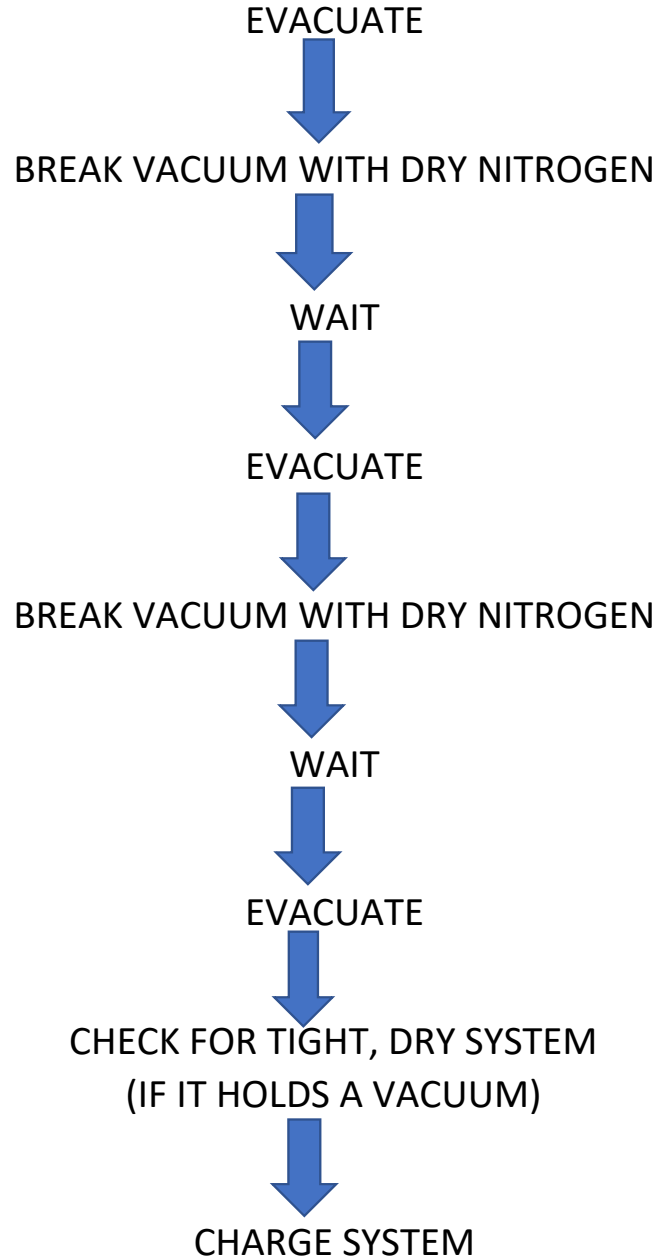 EVACUATE
BREAK VACUUM WITH DRY NITROGEN
WAIT
EVACUATE
BREAK VACUUM WITH DRY NITROGEN
WAIT
EVACUATE
CHECK FOR TIGHT, DRY SYSTEM
(IF IT HOLDS A VACUUM)
CHARGE SYSTEM